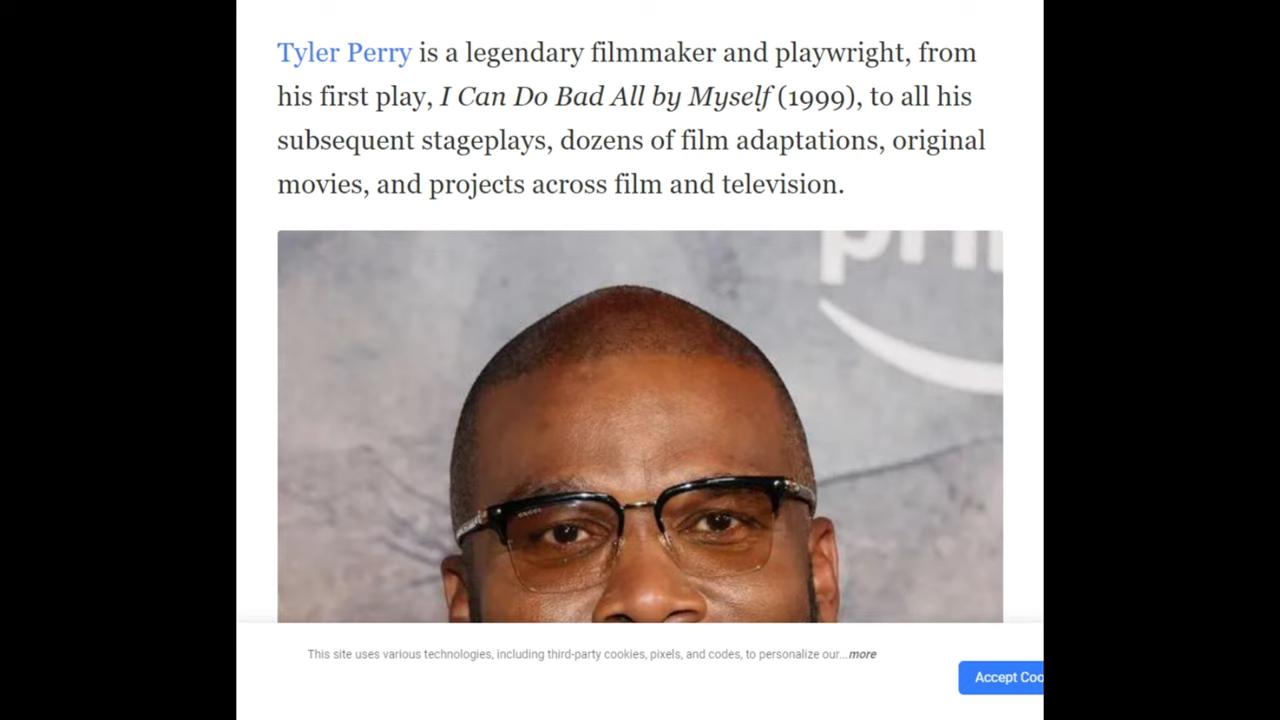 Tyler Perry is a legendary filmmaker and playwright, from
his first play, I Can Do Bad All by Myself (1999), to all his
subsequent stageplays, dozens of film adaptations, original
movies, and projects across film and television.
pri
GUCCI
This site uses various technologies, including third-party cookies, pixels, and codes, to personalize our...more
Accept Coo